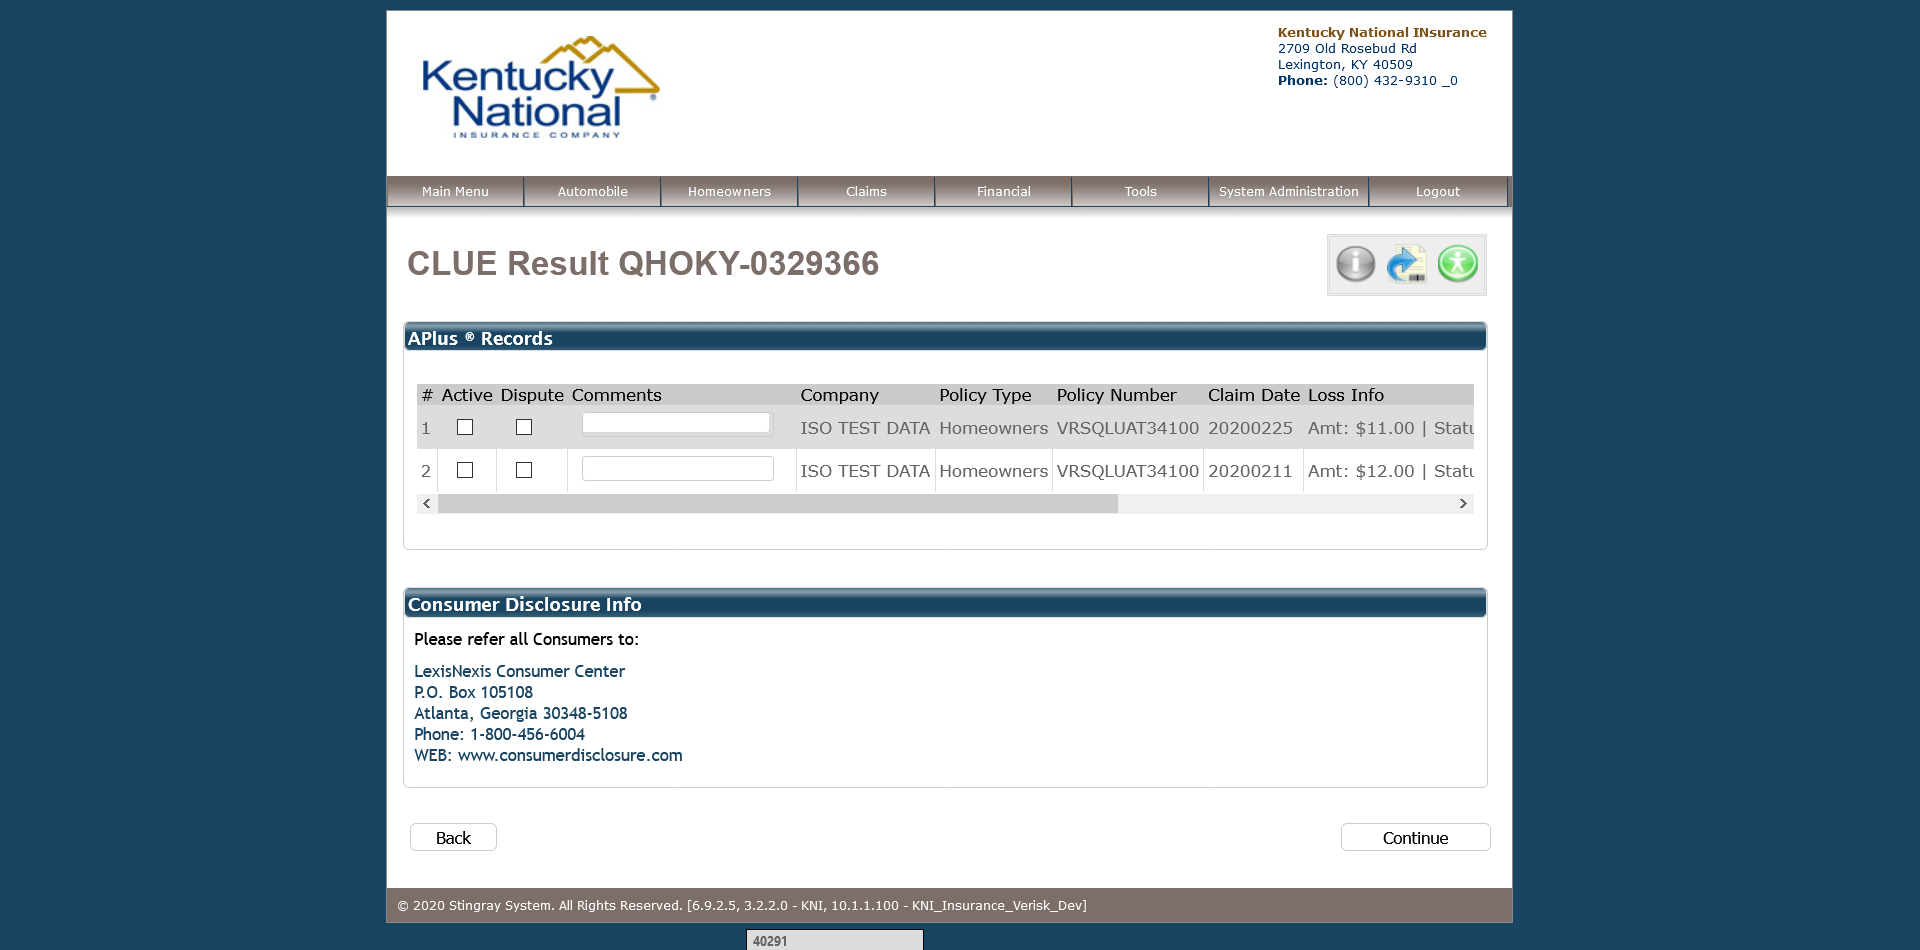 Kentucky
National
INSURANCE COMPANY
Kentucky National INsurance
2709 Old Rosebud Rd
Lexington, KY 40509
Phone: (800) 432-9310 _0
Main Menu Automobile Homeowners Claims Financial Tools System Administration Logout
CLUE Result QHOKY-0329366
APlus ® Records
# Active Dispute Comments Company Policy Type Policy Number Claim Date Loss Info
1 ISO TEST DATA Homeowners VRSQLUAT34100 20200225 Amt: $11.00 | Statu
2 ISO TEST DATA Homeowners VRSQLUAT34100 20200211 Amt: $12.00 | Statu
Consumer Disclosure Info
Please refer all Consumers to:
LexisNexis Consumer Center
P.O. Box 105108
Atlanta, Georgia 30348-5108
Phone: 1-800-456-6004
WEB: www.consumerdisclosure.com
Back Continue
© 2020 Stingray System. All Rights Reserved. [6.9.2.5, 3.2.2.0 - KNI, 10.1.1.100 - KNI_Insurance_Verisk_Dev]
40291